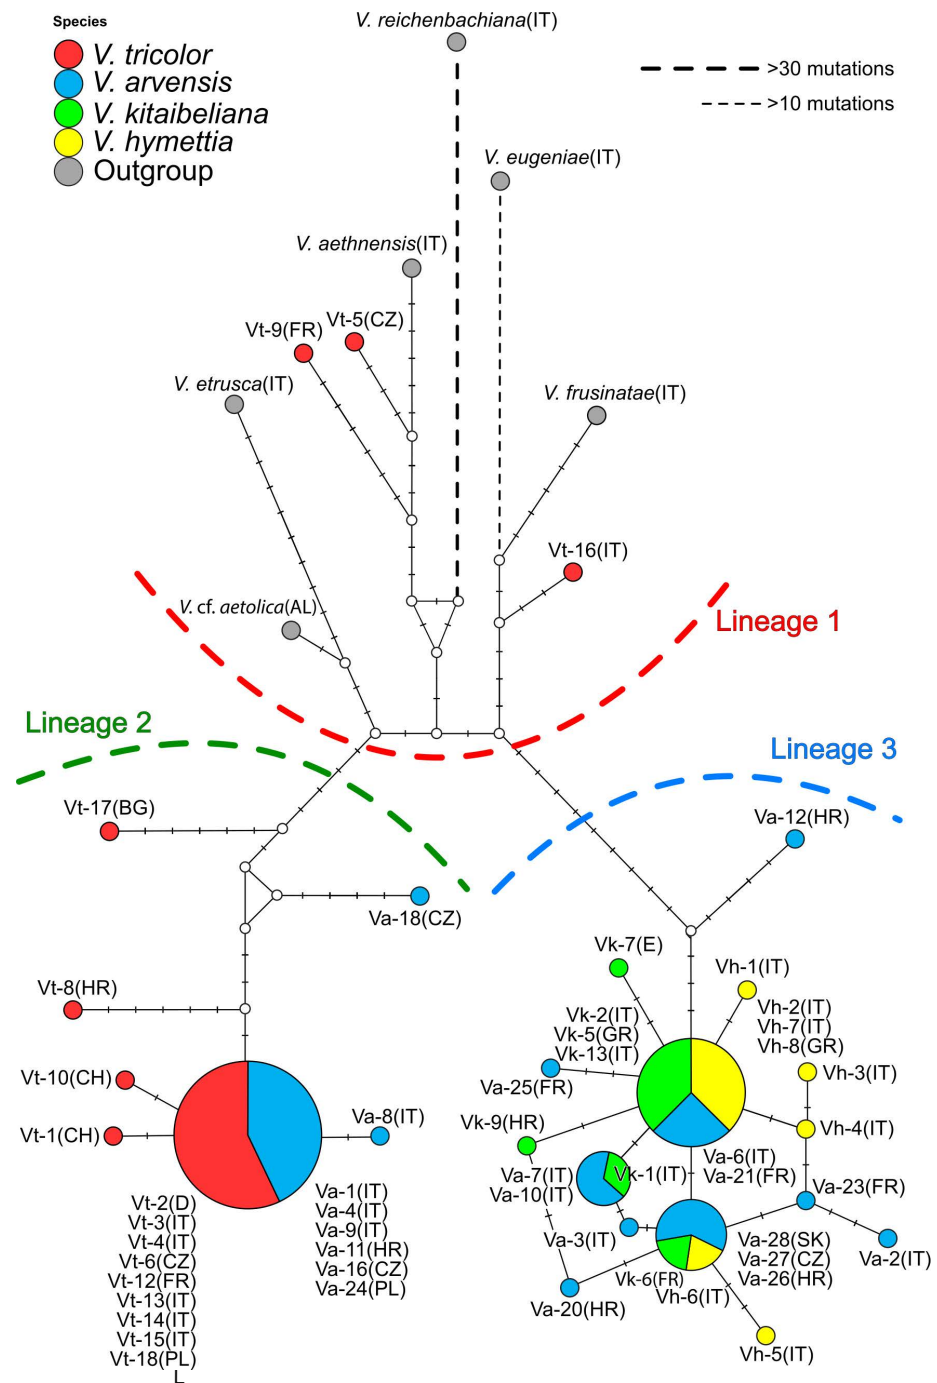 Species
V. tricolor
V. arvensis
V. kitaibeliana
V. hymettia
Outgroup
V. reichenbachiana(IT)
>30 mutations
>10 mutations
V. eugeniae(IT)
V. aethnensis(IT)
Vt-5(CZ)
Vt-9(FR)
V. etrusca(IT)
V. frusinatae(IT)
Vt-16(IT)
V. cf. aetolica(AL)
Lineage 1
Lineage 2
Lineage 3
Vt-17(BG)
Va-12(HR)
Va-18(CZ)
Vk-7(E)
Vh-1(IT)
Vt-8(HR)
Vk-2(IT)
Vk-5(GR)
Vk-13(IT)
Vh-2(IT)
Vh-7(IT)
Vh-8(GR)
Vt-10(CH)
Va-25(FR)
Vh-3(IT)
Vt-1(CH)
Va-8(IT)
Vk-9(HR)
Vh-4(IT)
Va-7(IT)
Va-10(IT)
Vk-1(IT)
Va-6(IT)
Va-21(FR)
Va-23(FR)
Vt-2(D)
Vt-3(IT)
Vt-4(IT)
Vt-6(CZ)
Vt-12(FR)
Vt-13(IT)
Vt-14(IT)
Vt-15(IT)
Vt-18(PL)
L
Va-1(IT)
Va-4(IT)
Va-9(IT)
Va-11(HR)
Va-16(CZ)
Va-24(PL)
Va-3(IT)
Va-28(SK)
Va-27(CZ)
Va-26(HR)
Va-2(IT)
Vk-6(FR)
Vh-6(IT)
Va-20(HR)
Vh-5(IT)